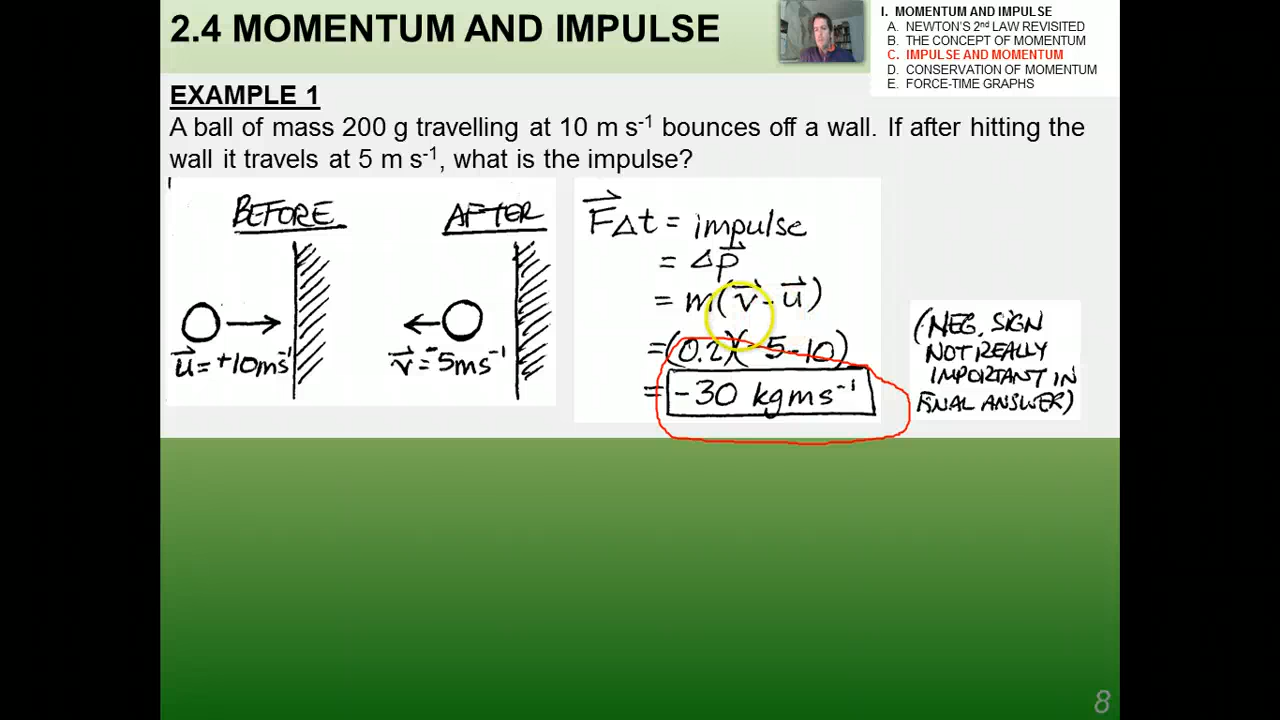 2.4 MOMENTUM AND IMPULSE
I. MOMENTUM AND IMPULSE
A. NEWTON'S 2nd LAW REVISITED
B. THE CONCEPT OF MOMENTUM
C. IMPULSE AND MOMENTUM
D. CONSERVATION OF MOMENTUM
E. FORCE-TIME GRAPHS
EXAMPLE 1
A ball of mass 200 g travelling at 10 m s⁻¹ bounces off a wall. If after hitting the
wall it travels at 5 m s⁻¹, what is the impulse?
BEFORE
u⃗ = +10ms⁻¹
AFTER
v⃗ = -5ms⁻¹
F⃗Δt = impulse
= Δp⃗
= m(v⃗ - u⃗)
= (0.2)(-5-10)
= -30 kgms⁻¹
(NEG. SIGN
NOT REALLY
IMPORTANT IN
FINAL ANSWER)
8